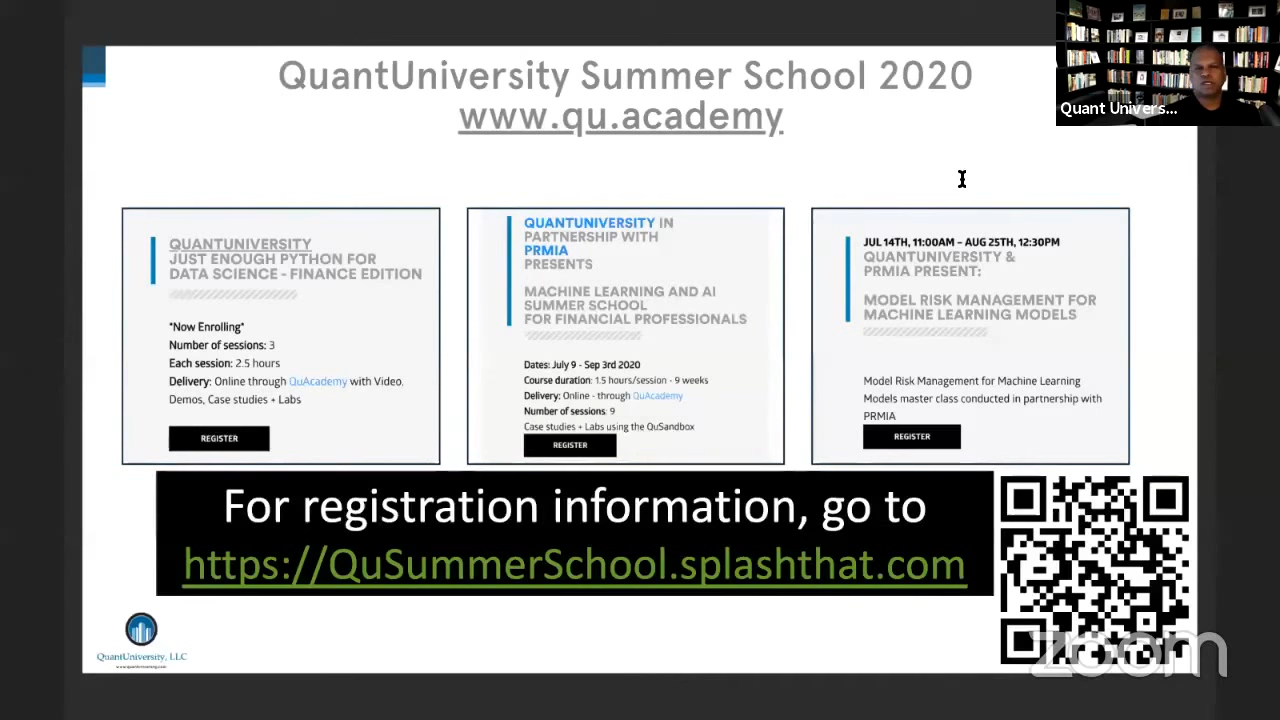 QuantUniversity Summer School 2020
www.qu.academy
Quant Univers...
QUANTUNIVERSITY
JUST ENOUGH PYTHON FOR
DATA SCIENCE - FINANCE EDITION
*Now Enrolling*
Number of sessions: 3
Each session: 2.5 hours
Delivery: Online through QuAcademy with Video,
Demos, Case studies + Labs
REGISTER
QUANTUNIVERSITY IN
PARTNERSHIP WITH
PRMIA
PRESENTS
MACHINE LEARNING AND AI
SUMMER SCHOOL
FOR FINANCIAL PROFESSIONALS
Dates: July 9 - Sep 3rd 2020
Course duration: 1.5 hours/session - 9 weeks
Delivery: Online - through QuAcademy
Number of sessions: 9
Case studies + Labs using the QuSandbox
REGISTER
JUL 14TH, 11:00AM – AUG 25TH, 12:30PM
QUANTUNIVERSITY &
PRMIA PRESENT:
MODEL RISK MANAGEMENT FOR
MACHINE LEARNING MODELS
Model Risk Management for Machine Learning
Models master class conducted in partnership with
PRMIA
REGISTER
For registration information, go to
https://QuSummerSchool.splashthat.com
QuantUniversity, LLC
zoom